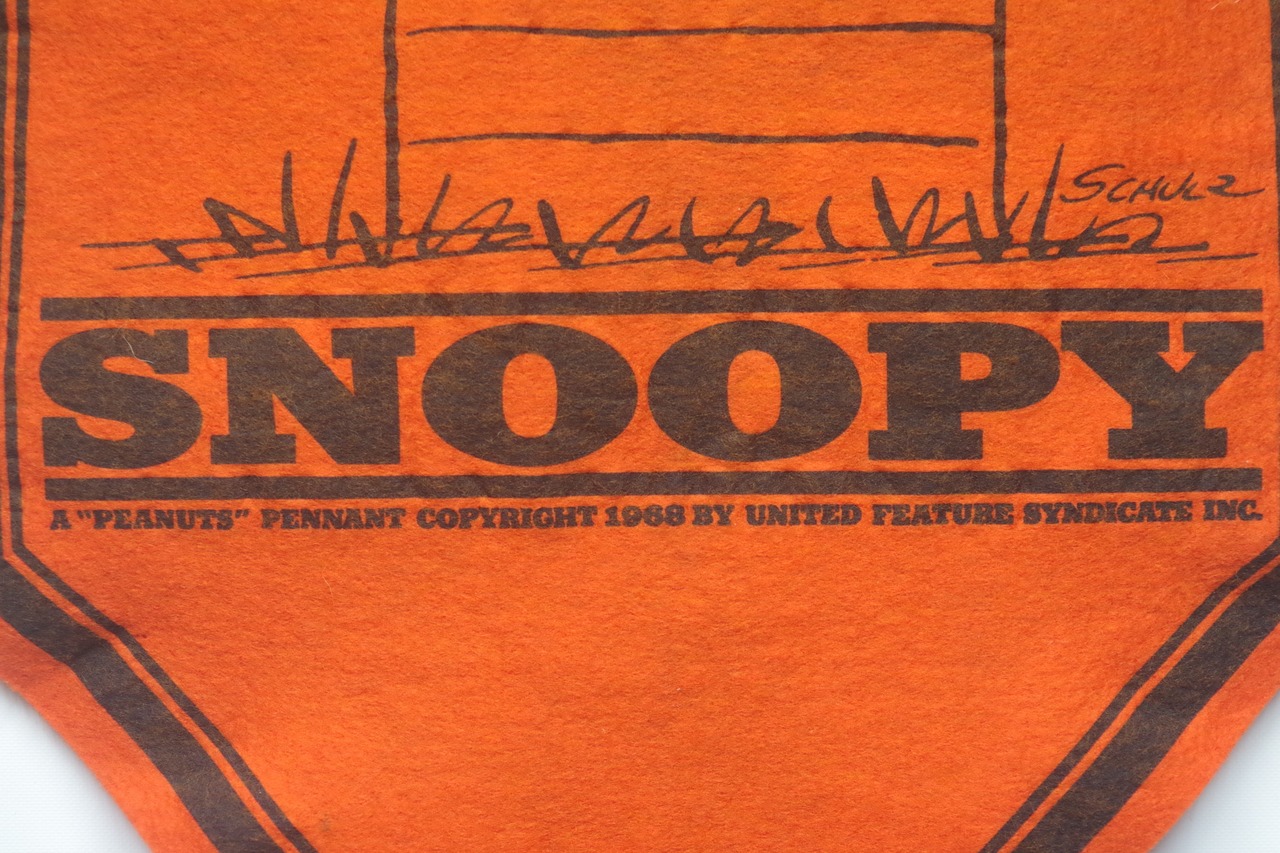 SCHULZ
SNOOPY
A "PEANUTS" PENNANT COPYRIGHT 1968 BY UNITED FEATURE SYNDICATE INC.